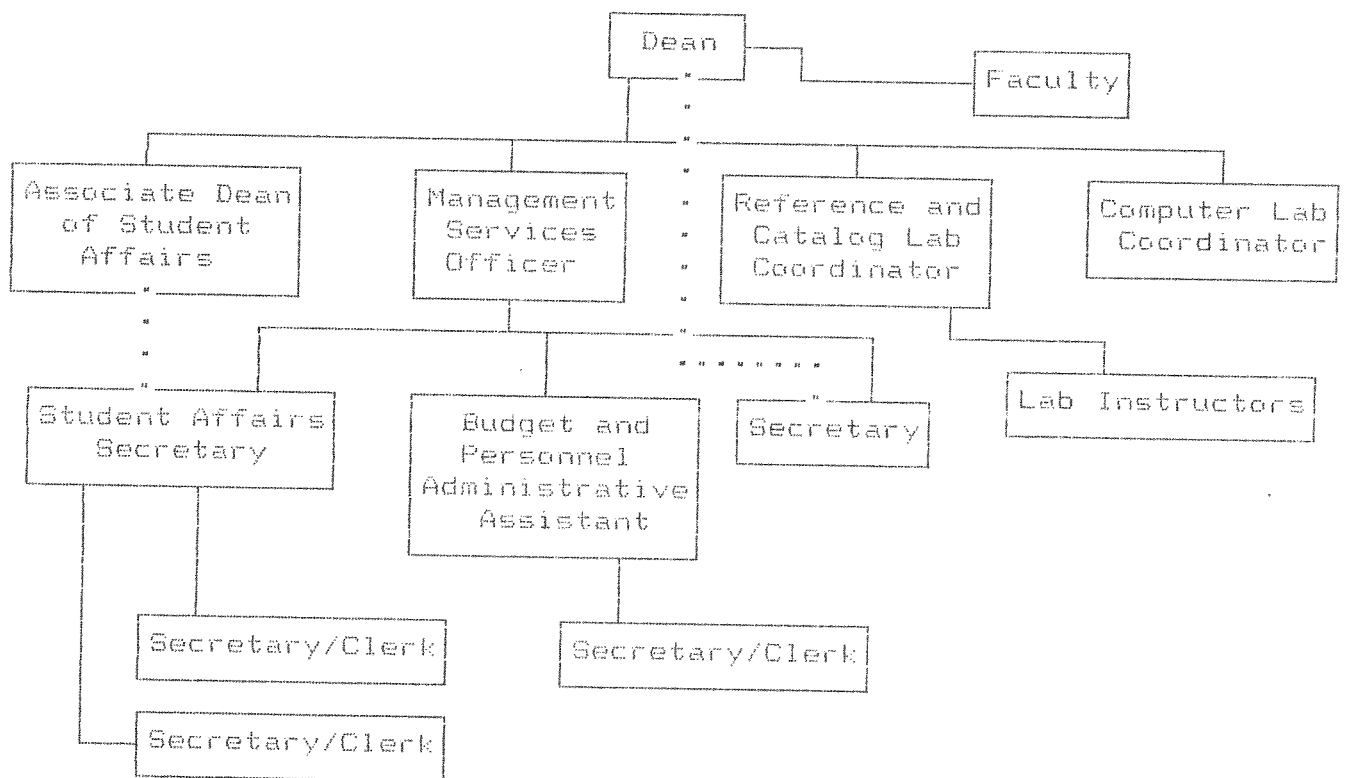 Dean
Faculty
Associate Dean
of Student
Affairs
Management
Services
Officer
Reference and
Catalog Lab
Coordinator
Computer Lab
Coordinator
Student Affairs
Secretary
Budget and
Personnel
Administrative
Assistant
Secretary
Lab Instructors
Secretary/Clerk
Secretary/Clerk
Secretary/Clerk